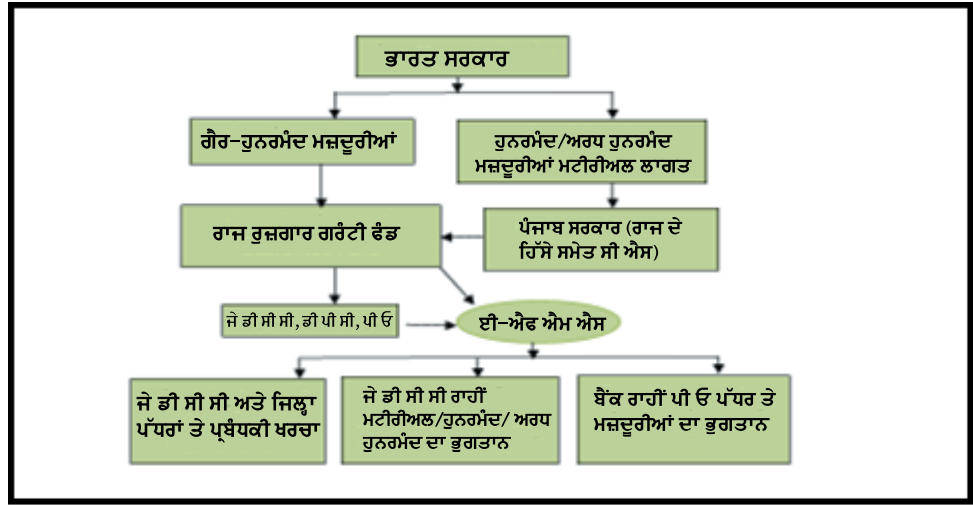 ਭਾਰਤ ਸਰਕਾਰ
ਗੈਰ-ਹੁਨਰਮੰਦ ਮਜ਼ਦੂਰੀਆਂ
ਹੁਨਰਮੰਦ/ਅਰਧ ਹੁਨਰਮੰਦ
ਮਜ਼ਦੂਰੀਆਂ ਮਟੀਰੀਅਲ ਲਾਗਤ
ਰਾਜ ਰੁਜ਼ਗਾਰ ਗਰੰਟੀ ਫੰਡ
ਪੰਜਾਬ ਸਰਕਾਰ (ਰਾਜ ਦੇ
ਹਿੱਸੇ ਸਮੇਤ ਸੀ ਐਸ)
ਜੇ ਡੀ ਸੀ ਸੀ, ਡੀ ਪੀ ਸੀ, ਪੀ ਓ
ਈ-ਐਫ ਐਮ ਐਸ
ਜੇ ਡੀ ਸੀ ਸੀ ਅਤੇ ਜਿਲ੍ਹਾ
ਪੱਧਰਾਂ ਤੇ ਪ੍ਰਬੰਧਕੀ ਖਰਚਾ
ਜੇ ਡੀ ਸੀ ਸੀ ਰਾਹੀਂ
ਮਟੀਰੀਅਲ/ਹੁਨਰਮੰਦ/ ਅਰਧ
ਹੁਨਰਮੰਦ ਦਾ ਭੁਗਤਾਨ
ਬੈਂਕ ਰਾਹੀਂ ਪੀ ਓ ਪੱਧਰ ਤੇ
ਮਜ਼ਦੂਰੀਆਂ ਦਾ ਭੁਗਤਾਨ